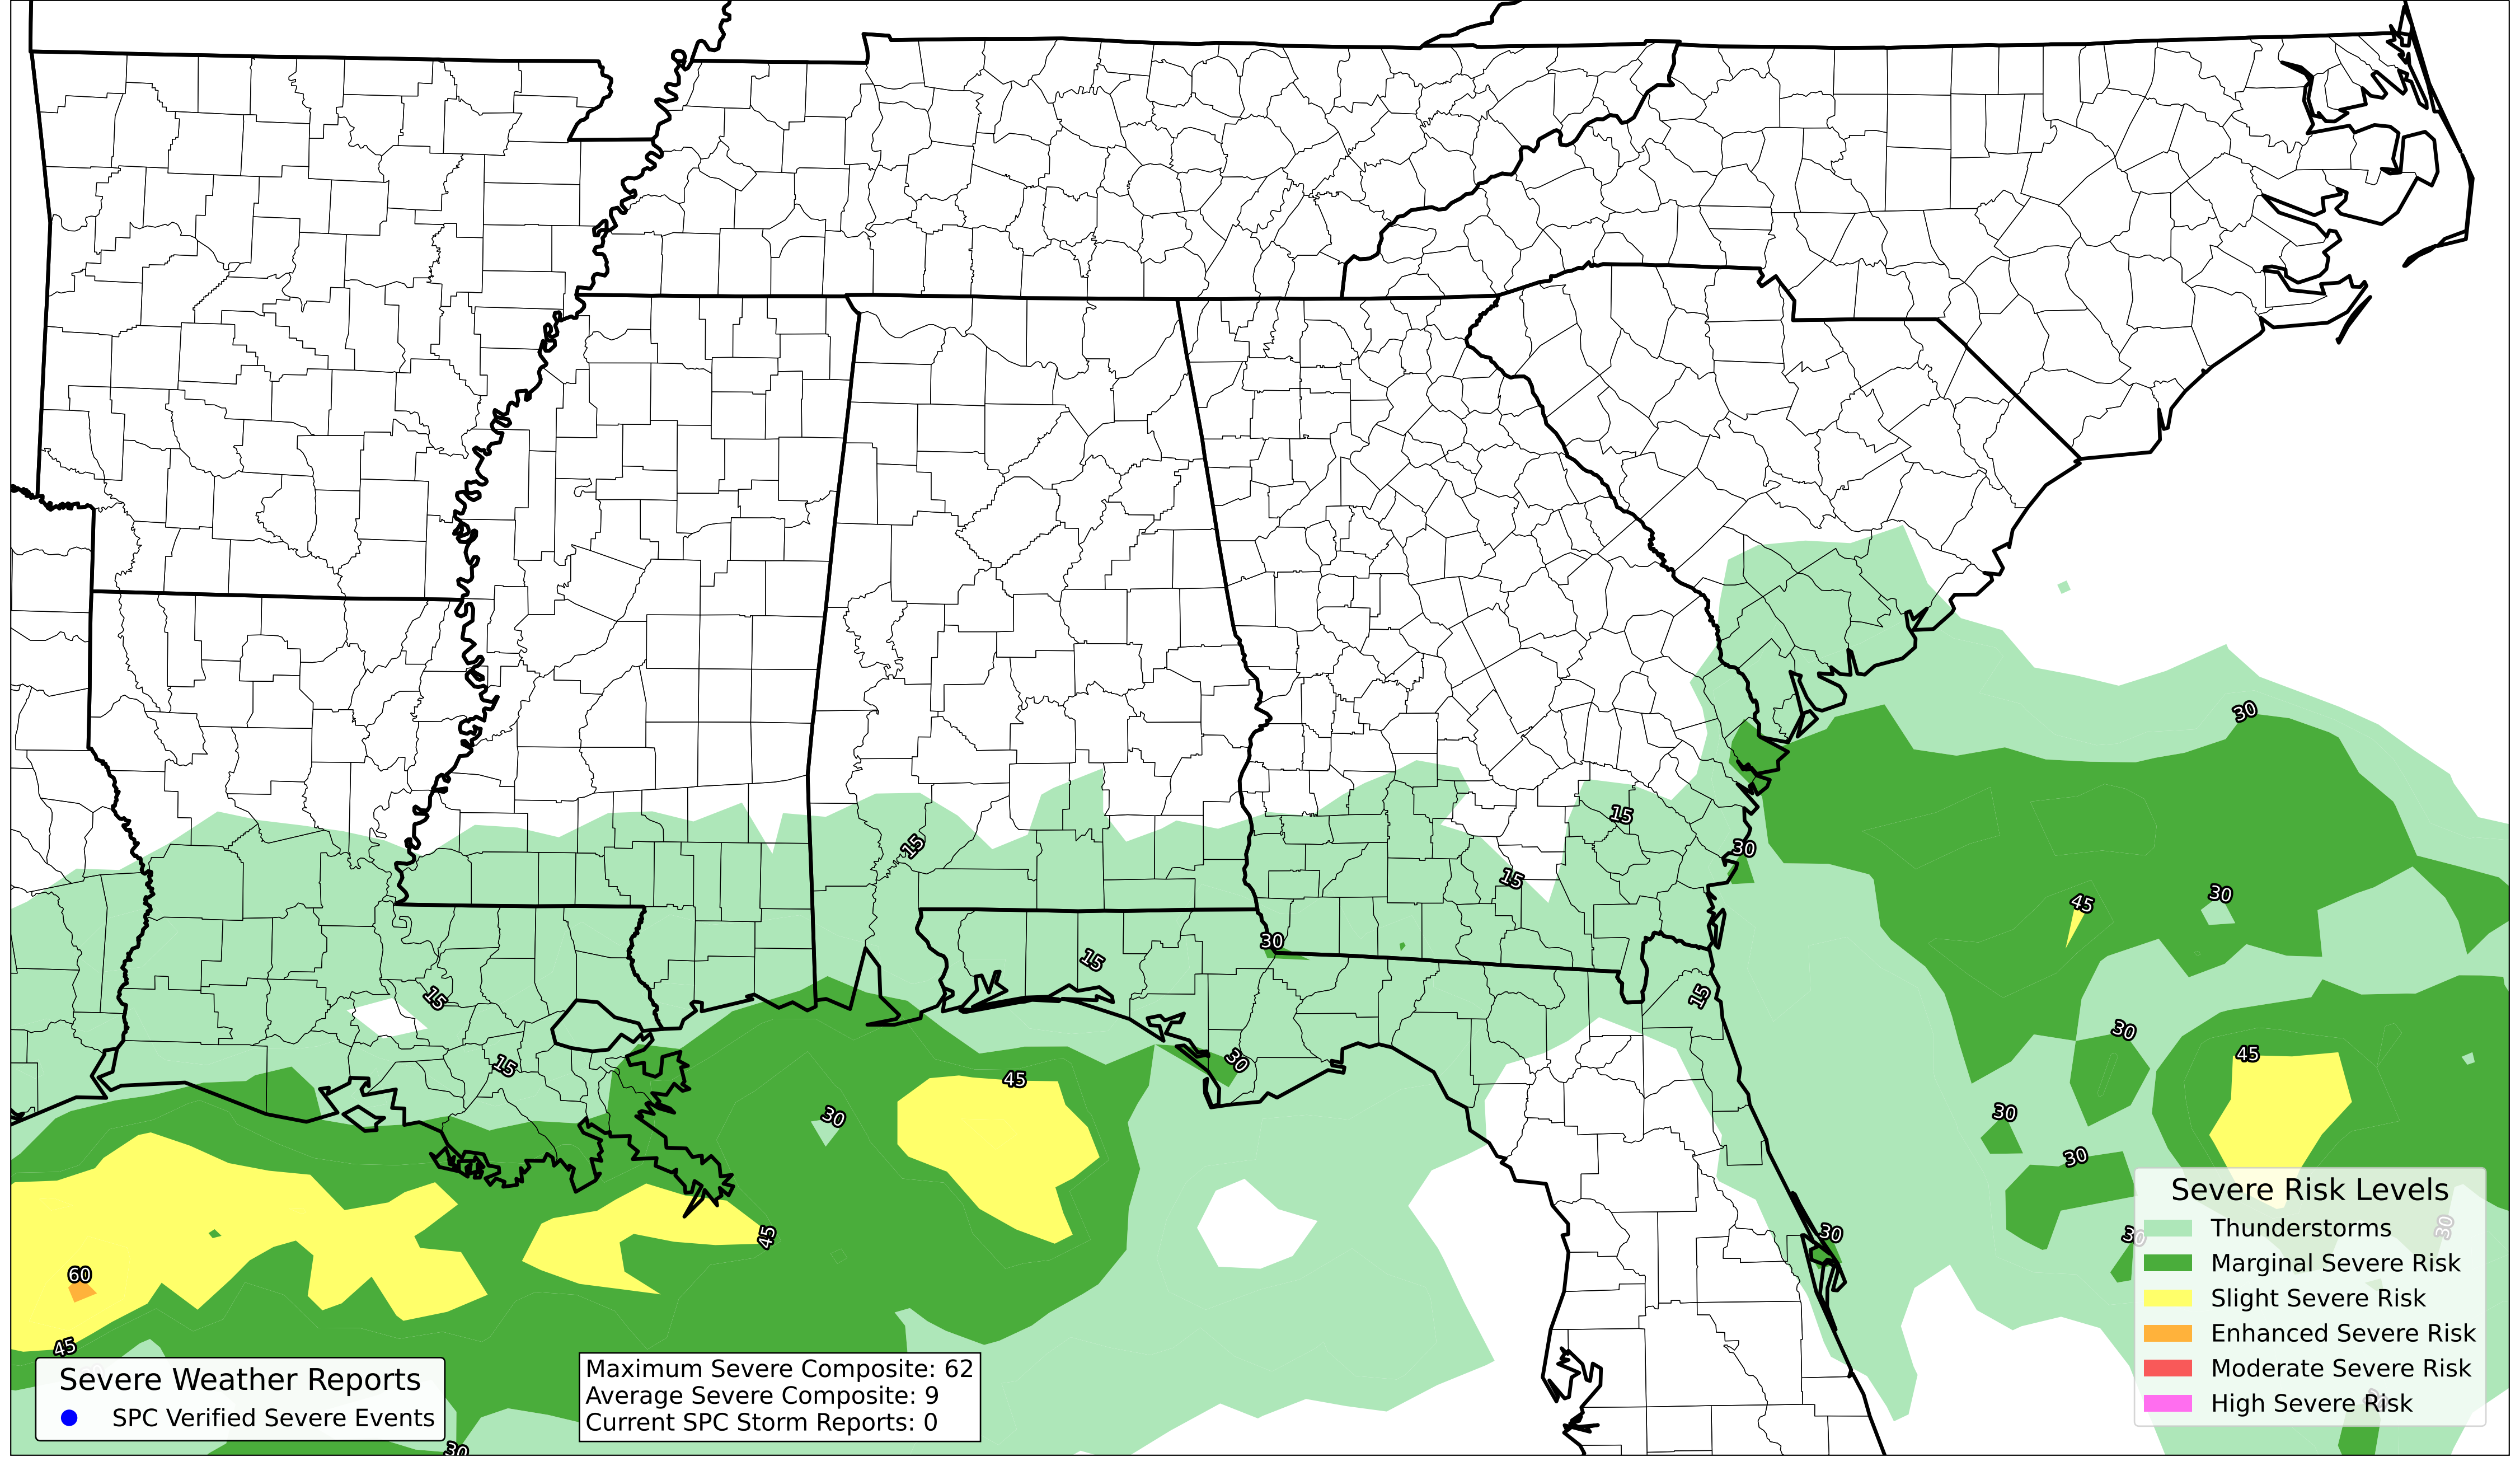 30
15
15
30
15
45
30
30
15
15
15
30
30
45
15
45
30
30
30
30
30
30
45
60
45
30
30
Severe Risk Levels
Thunderstorms
Marginal Severe Risk
Slight Severe Risk
Enhanced Severe Risk
Moderate Severe Risk
High Severe Risk
Severe Weather Reports
SPC Verified Severe Events
Maximum Severe Composite: 62
Average Severe Composite: 9
Current SPC Storm Reports: 0